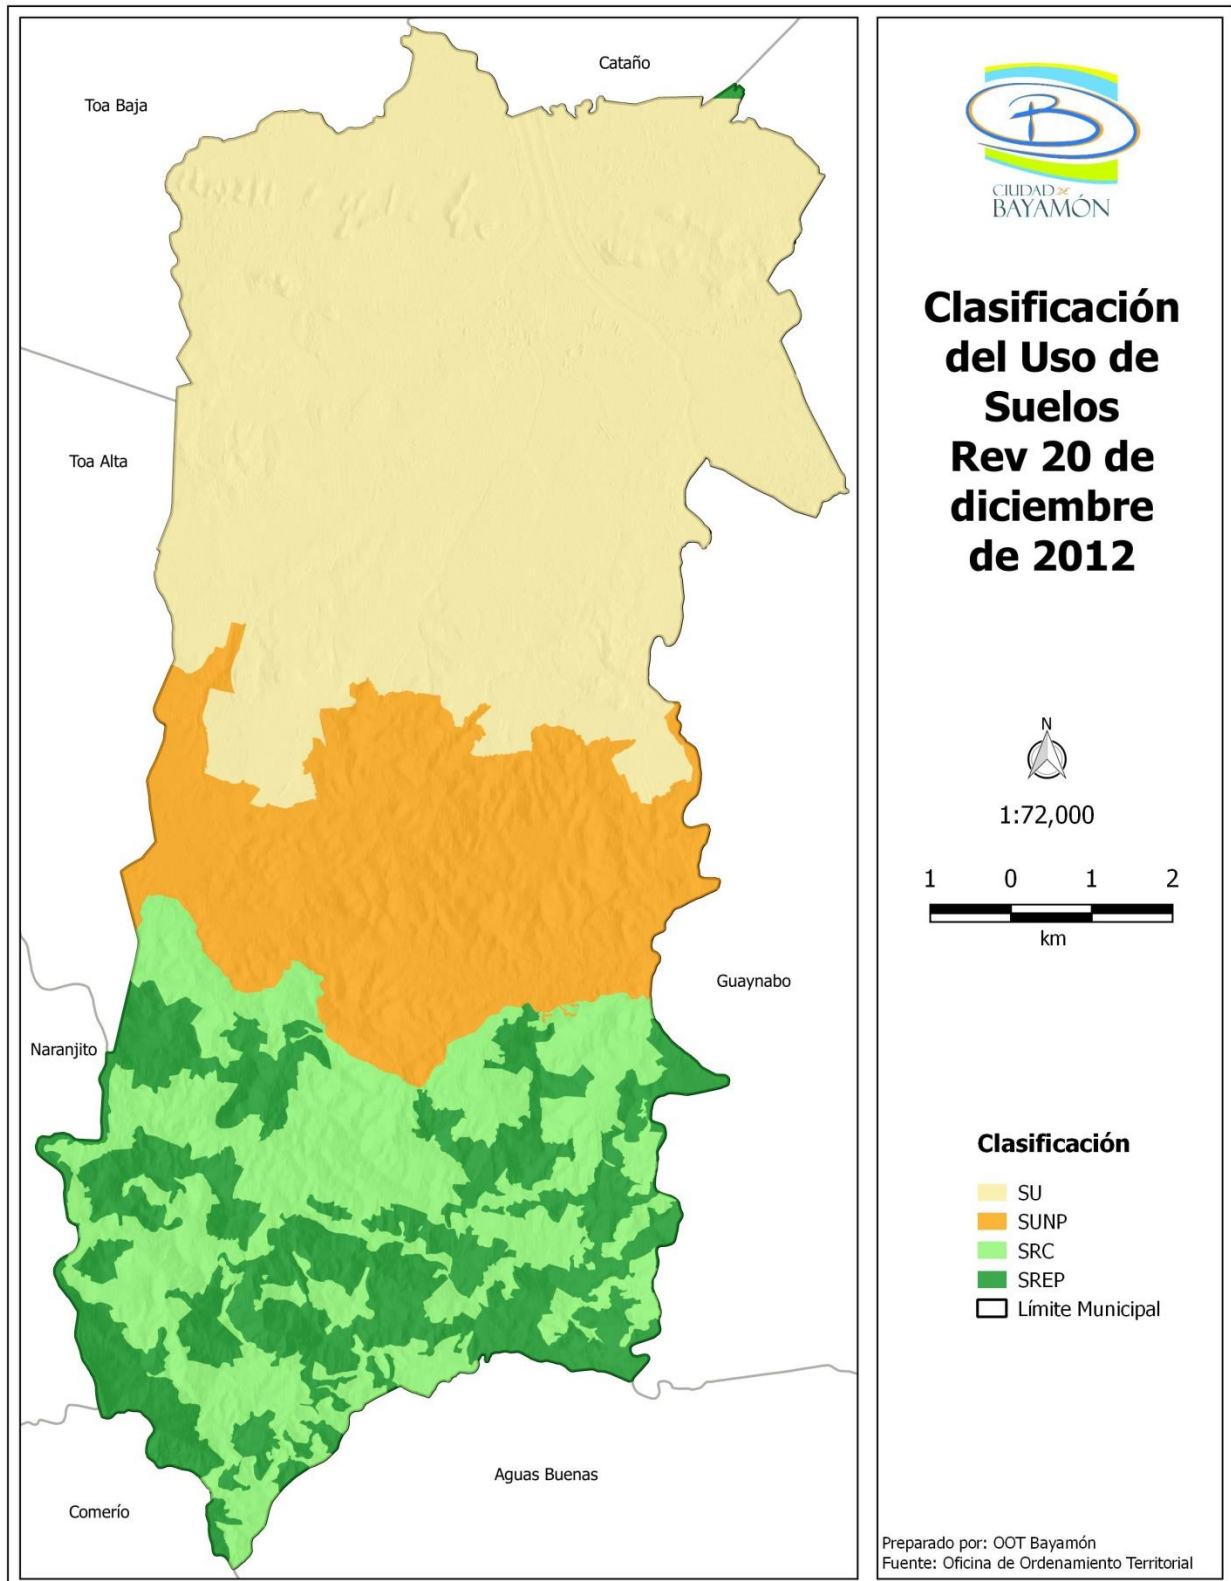 Cataño
Toa Baja
Toa Alta
Guaynabo
Naranjito
Aguas Buenas
Comerío
CIUDAD DE
BAYAMÓN
Clasificación
del Uso de
Suelos
Rev 20 de
diciembre
de 2012
N
1:72,000
1 0 1 2
km
Clasificación
SU
SUNP
SRC
SREP
Límite Municipal
Preparado por: OOT Bayamón
Fuente: Oficina de Ordenamiento Territorial